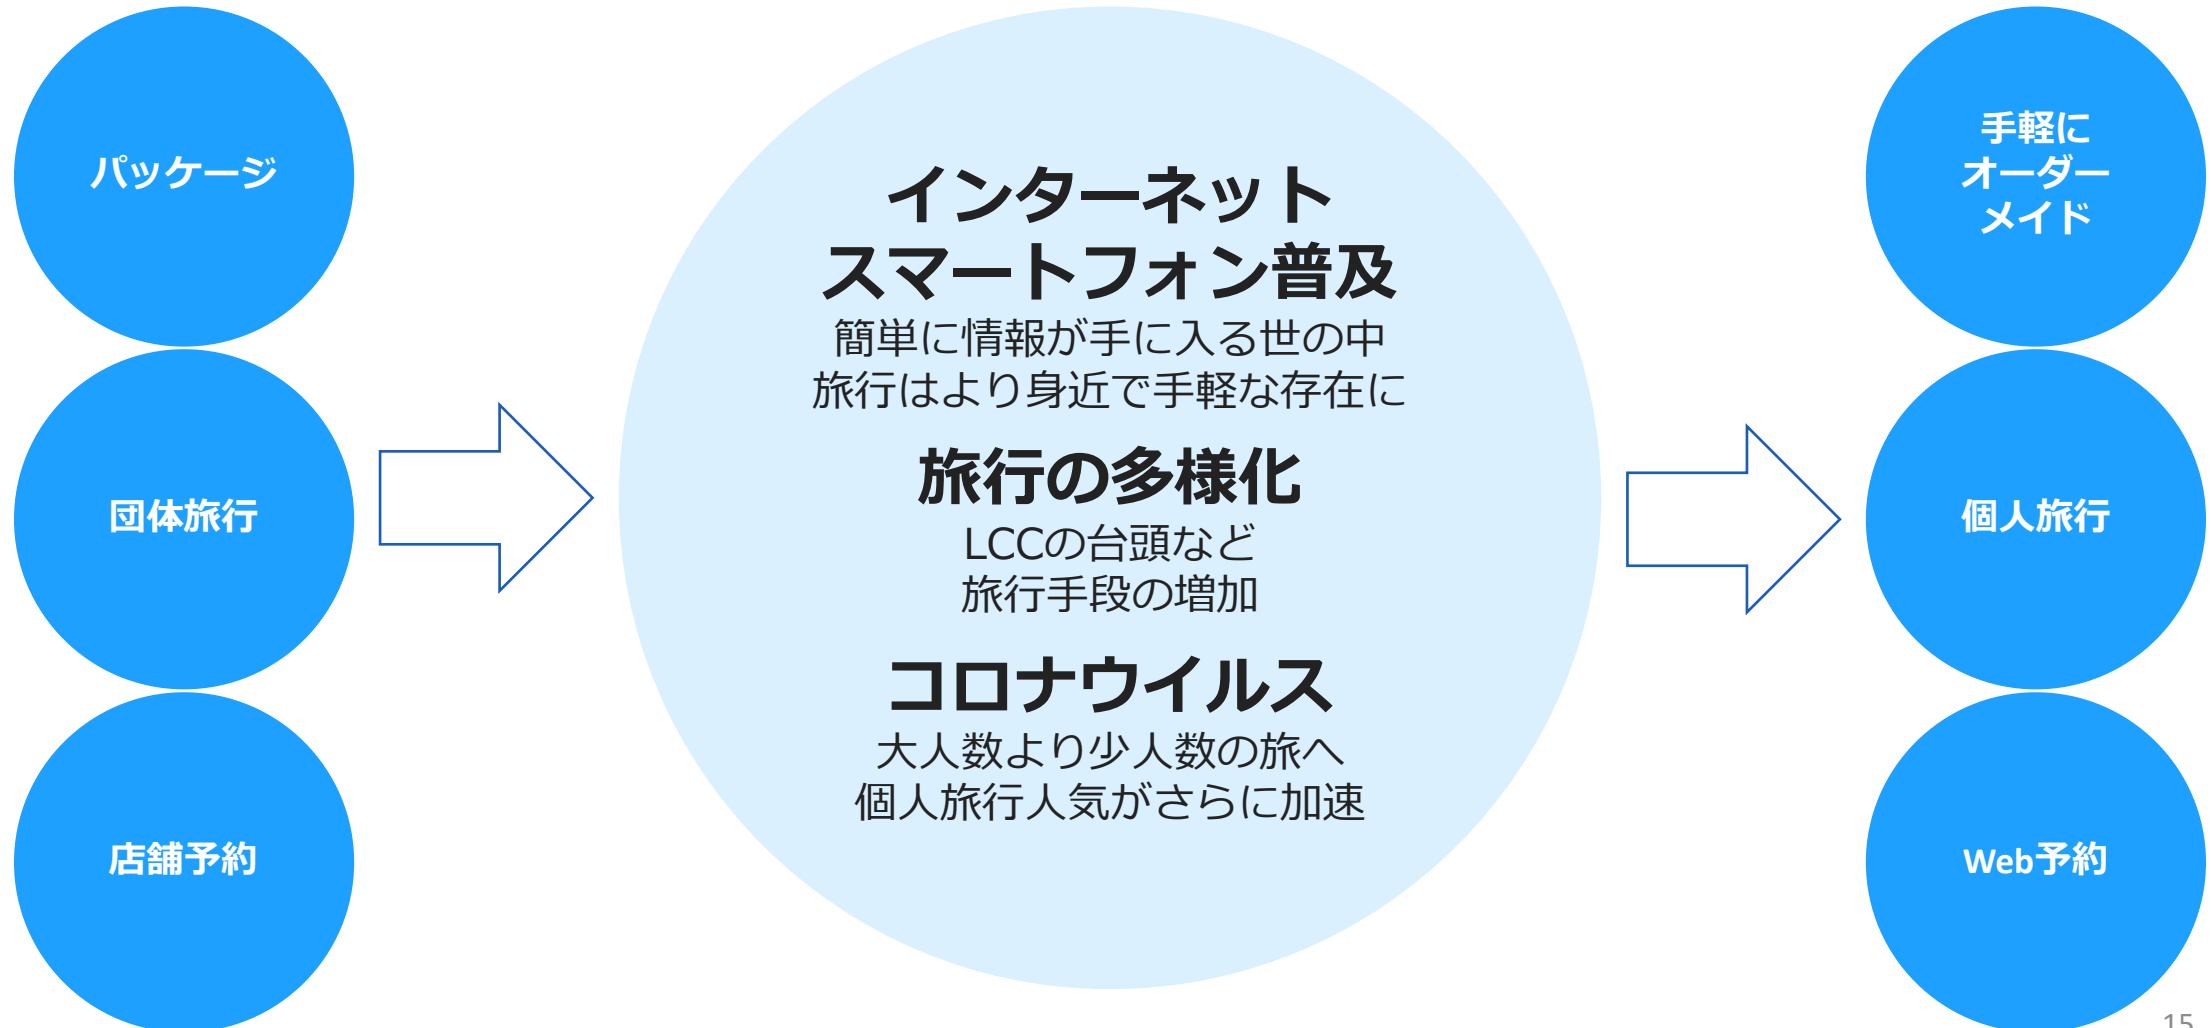 パッケージ
団体旅行
店舗予約
インターネット
スマートフォン普及
簡単に情報が手に入る世の中
旅行はより身近で手軽な存在に
旅行の多様化
LCCの台頭など
旅行手段の増加
コロナウイルス
大人数より少人数の旅へ
個人旅行人気がさらに加速
手軽に
オーダー
メイド
個人旅行
Web予約
15